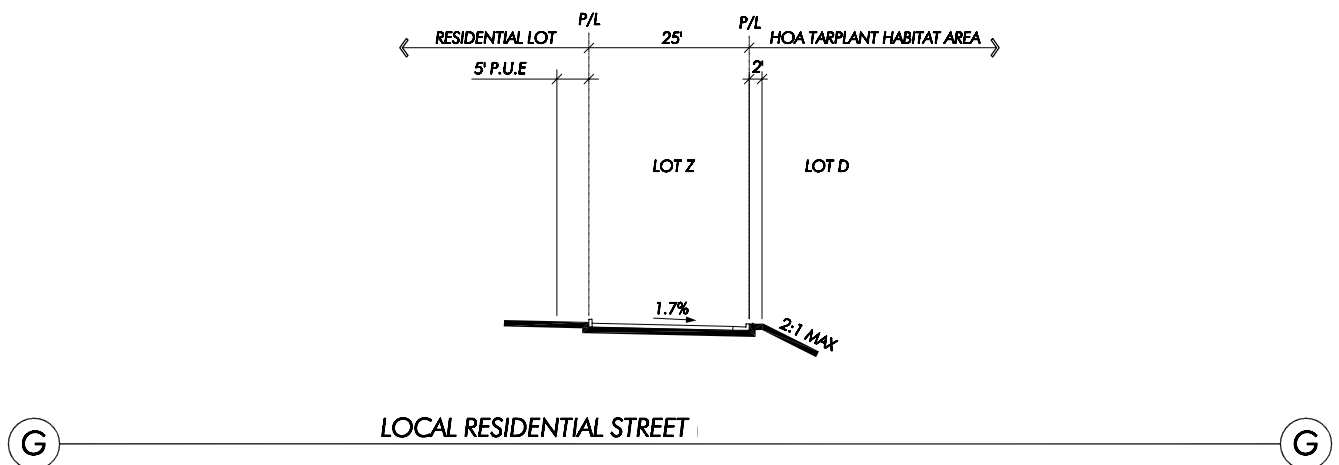 P/L P/L
RESIDENTIAL LOT 25' HOA TARPLANT HABITAT AREA
5' P.U.E 2'
LOT Z LOT D
1.7%
2:1 MAX
LOCAL RESIDENTIAL STREET
G G